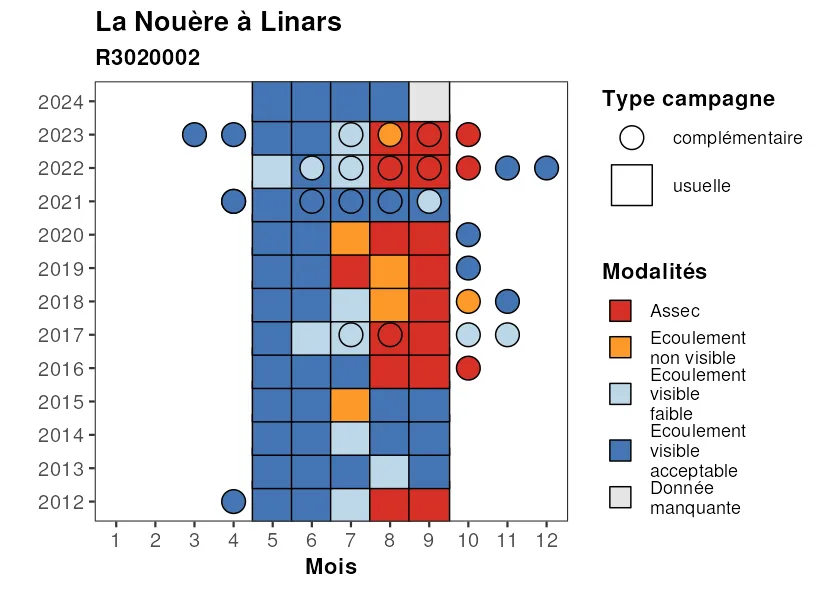 La Nouère à Linars
R3020002
2024
2023
2022
2021
2020
2019
2018
2017
2016
2015
2014
2013
2012
1 2 3 4 5 6 7 8 9 10 11 12
Mois
Type campagne
complémentaire
usuelle
Modalités
Assec
Ecoulement
non visible
Ecoulement
visible
faible
Ecoulement
visible
acceptable
Donnée
manquante